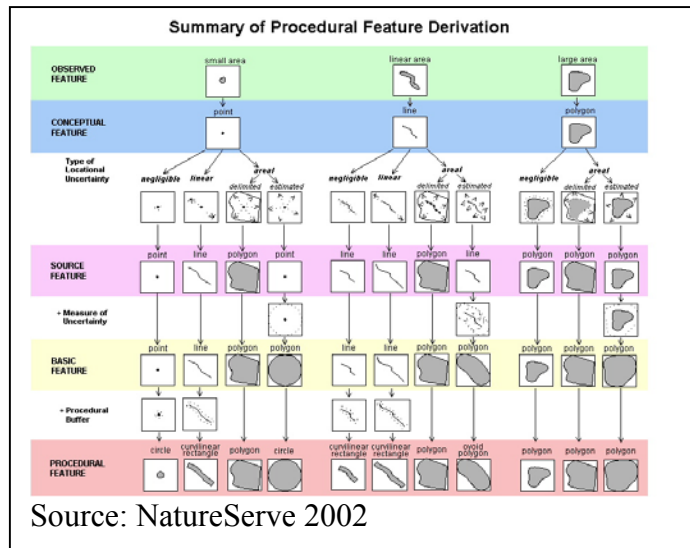 Summary of Procedural Feature Derivation
small area linear area large area
OBSERVED
FEATURE
point line polygon
CONCEPTUAL
FEATURE
Type of
Locational
Uncertainty
negligible linear areal negligible linear areal negligible areal
delimited estimated delimited estimated delimited estimated
point line polygon point line line polygon line polygon polygon polygon
SOURCE
FEATURE
+ Measure of
Uncertainty
point line polygon polygon line line polygon polygon polygon polygon polygon
BASIC
FEATURE
+ Procedural
Buffer
circle curvilinear rectangle polygon circle curvilinear rectangle curvilinear rectangle polygon ovoid polygon polygon polygon polygon
PROCEDURAL
FEATURE
Source: NatureServe 2002